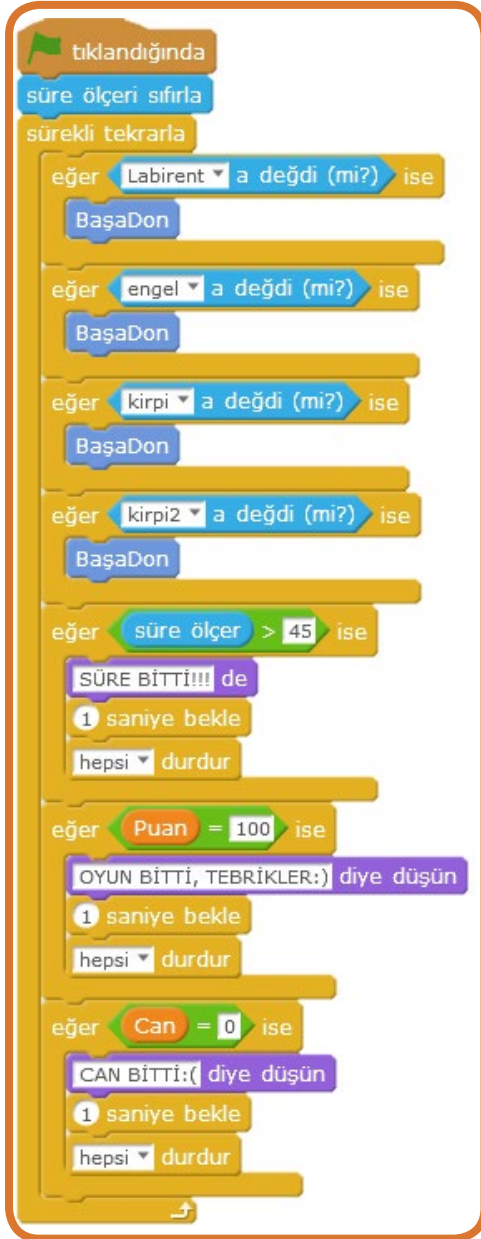 tıklandığında
süre ölçeri sıfırla
sürekli tekrarla
eğer Labirent a değdi (mi?) ise
BaşaDon
eğer engel a değdi (mi?) ise
BaşaDon
eğer kirpi a değdi (mi?) ise
BaşaDon
eğer kirpi2 a değdi (mi?) ise
BaşaDon
eğer süre ölçer > 45 ise
SÜRE BİTTİ!!! de
1 saniye bekle
hepsi durdur
eğer Puan = 100 ise
OYUN BİTTİ, TEBRİKLER:) diye düşün
1 saniye bekle
hepsi durdur
eğer Can = 0 ise
CAN BİTTİ:( diye düşün
1 saniye bekle
hepsi durdur